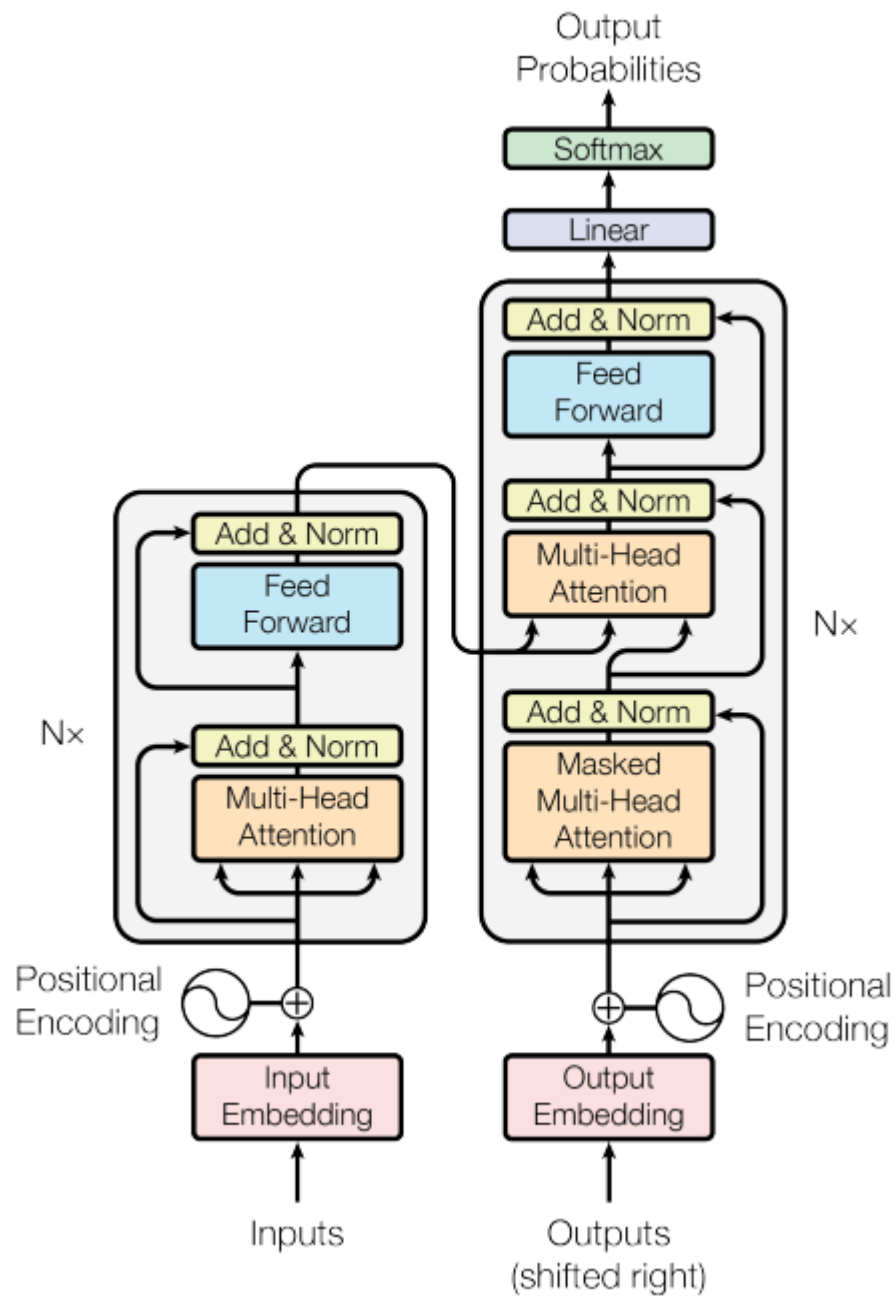 Output
Probabilities
Softmax
Linear
Add & Norm
Feed
Forward
Add & Norm
Multi-Head
Attention
Add & Norm
Masked
Multi-Head
Attention
N×
Add & Norm
Feed
Forward
Add & Norm
Multi-Head
Attention
N×
Positional
Encoding
Positional
Encoding
Input
Embedding
Output
Embedding
Inputs
Outputs
(shifted right)